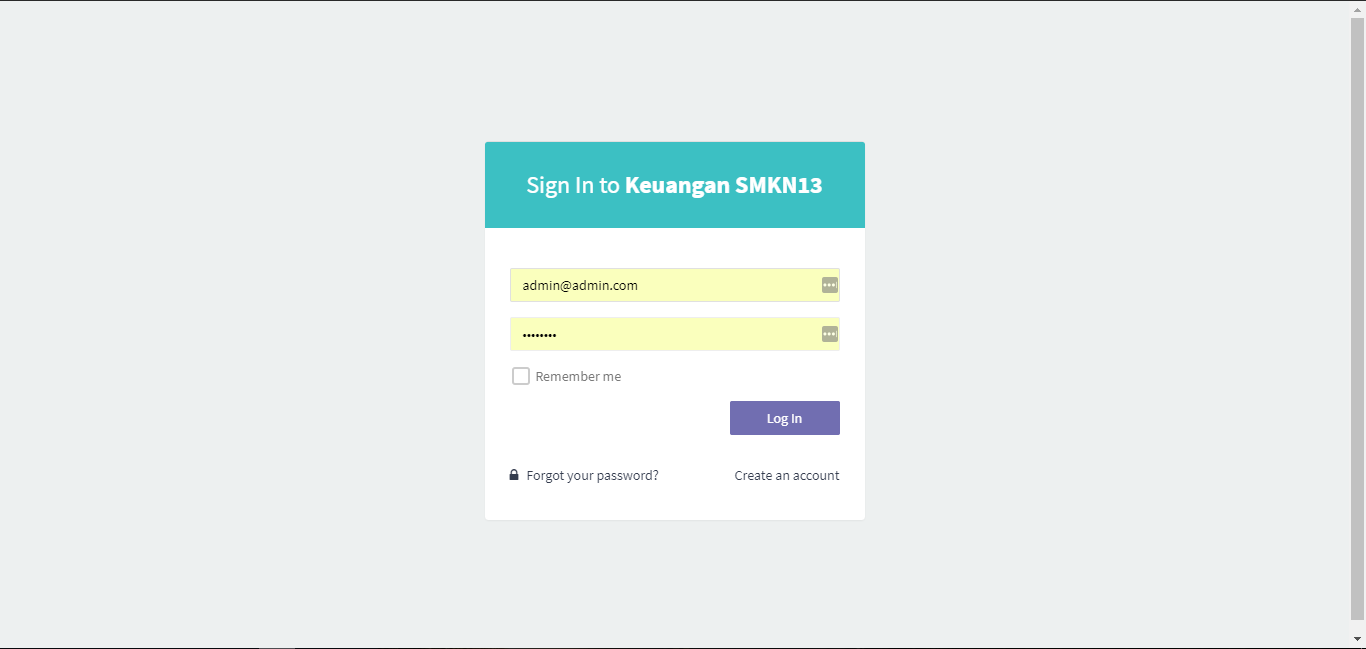 Sign In to Keuangan SMKN13
admin@admin.com
••••••••
Remember me
Log In
Forgot your password? Create an account